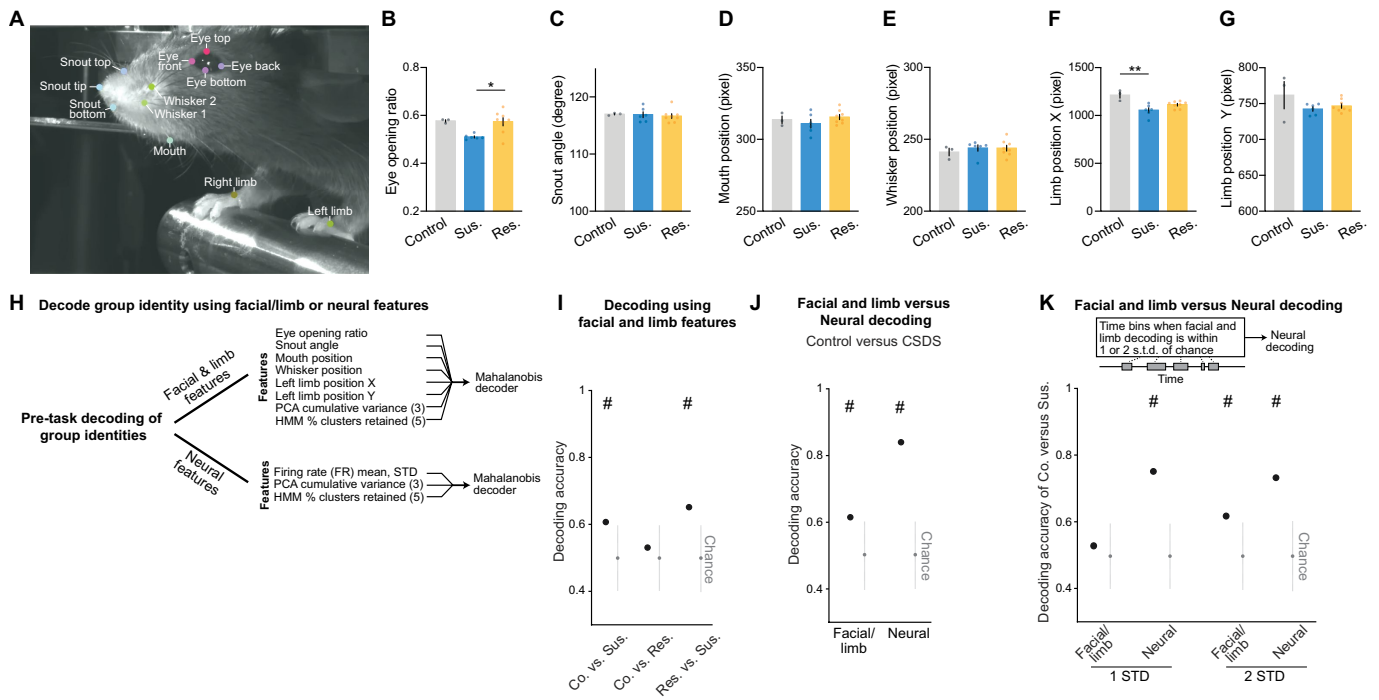 A
Eye top
Snout top
Eye
front
Eye back
Snout tip
Eye bottom
Whisker 2
Snout
bottom
Whisker 1
Mouth
Right limb
Left limb
B
Eye opening ratio
0.8
0.6
0.4
0.2
*
Control
Sus.
Res.
C
Snout angle (degree)
120
110
100
Control
Sus.
Res.
D
Mouth position (pixel)
350
300
250
Control
Sus.
Res.
E
Whisker position (pixel)
300
250
200
Control
Sus.
Res.
F
Limb position X (pixel)
1500
1000
500
0
**
Control
Sus.
Res.
G
Limb position Y (pixel)
800
750
700
650
600
Control
Sus.
Res.
H
Decode group identity using facial/limb or neural features
Pre-task decoding of
group identities
Facial & limb
features
Neural
features
Features
Eye opening ratio
Snout angle
Mouth position
Whisker position
Left limb position X
Left limb position Y
PCA cumulative variance (3)
HMM % clusters retained (5)
Mahalanobis
decoder
Features
Firing rate (FR) mean, STD
PCA cumulative variance (3)
HMM % clusters retained (5)
Mahalanobis
decoder
I
Decoding using
facial and limb features
Decoding accuracy
1
0.8
0.6
0.4
#
#
Chance
Co. vs. Sus.
Co. vs. Res.
Res. vs. Sus.
J
Facial and limb versus
Neural decoding
Control versus CSDS
Decoding accuracy
1
0.8
0.6
0.4
#
#
Chance
Facial/
limb
Neural
K
Facial and limb versus Neural decoding
Time bins when facial and
limb decoding is within
1 or 2 s.t.d. of chance
Neural
decoding
Time
Decoding accuracy of Co. versus Sus.
1
0.8
0.6
0.4
#
#
#
Chance
Facial/
limb
Neural
Facial/
limb
Neural
1 STD
2 STD